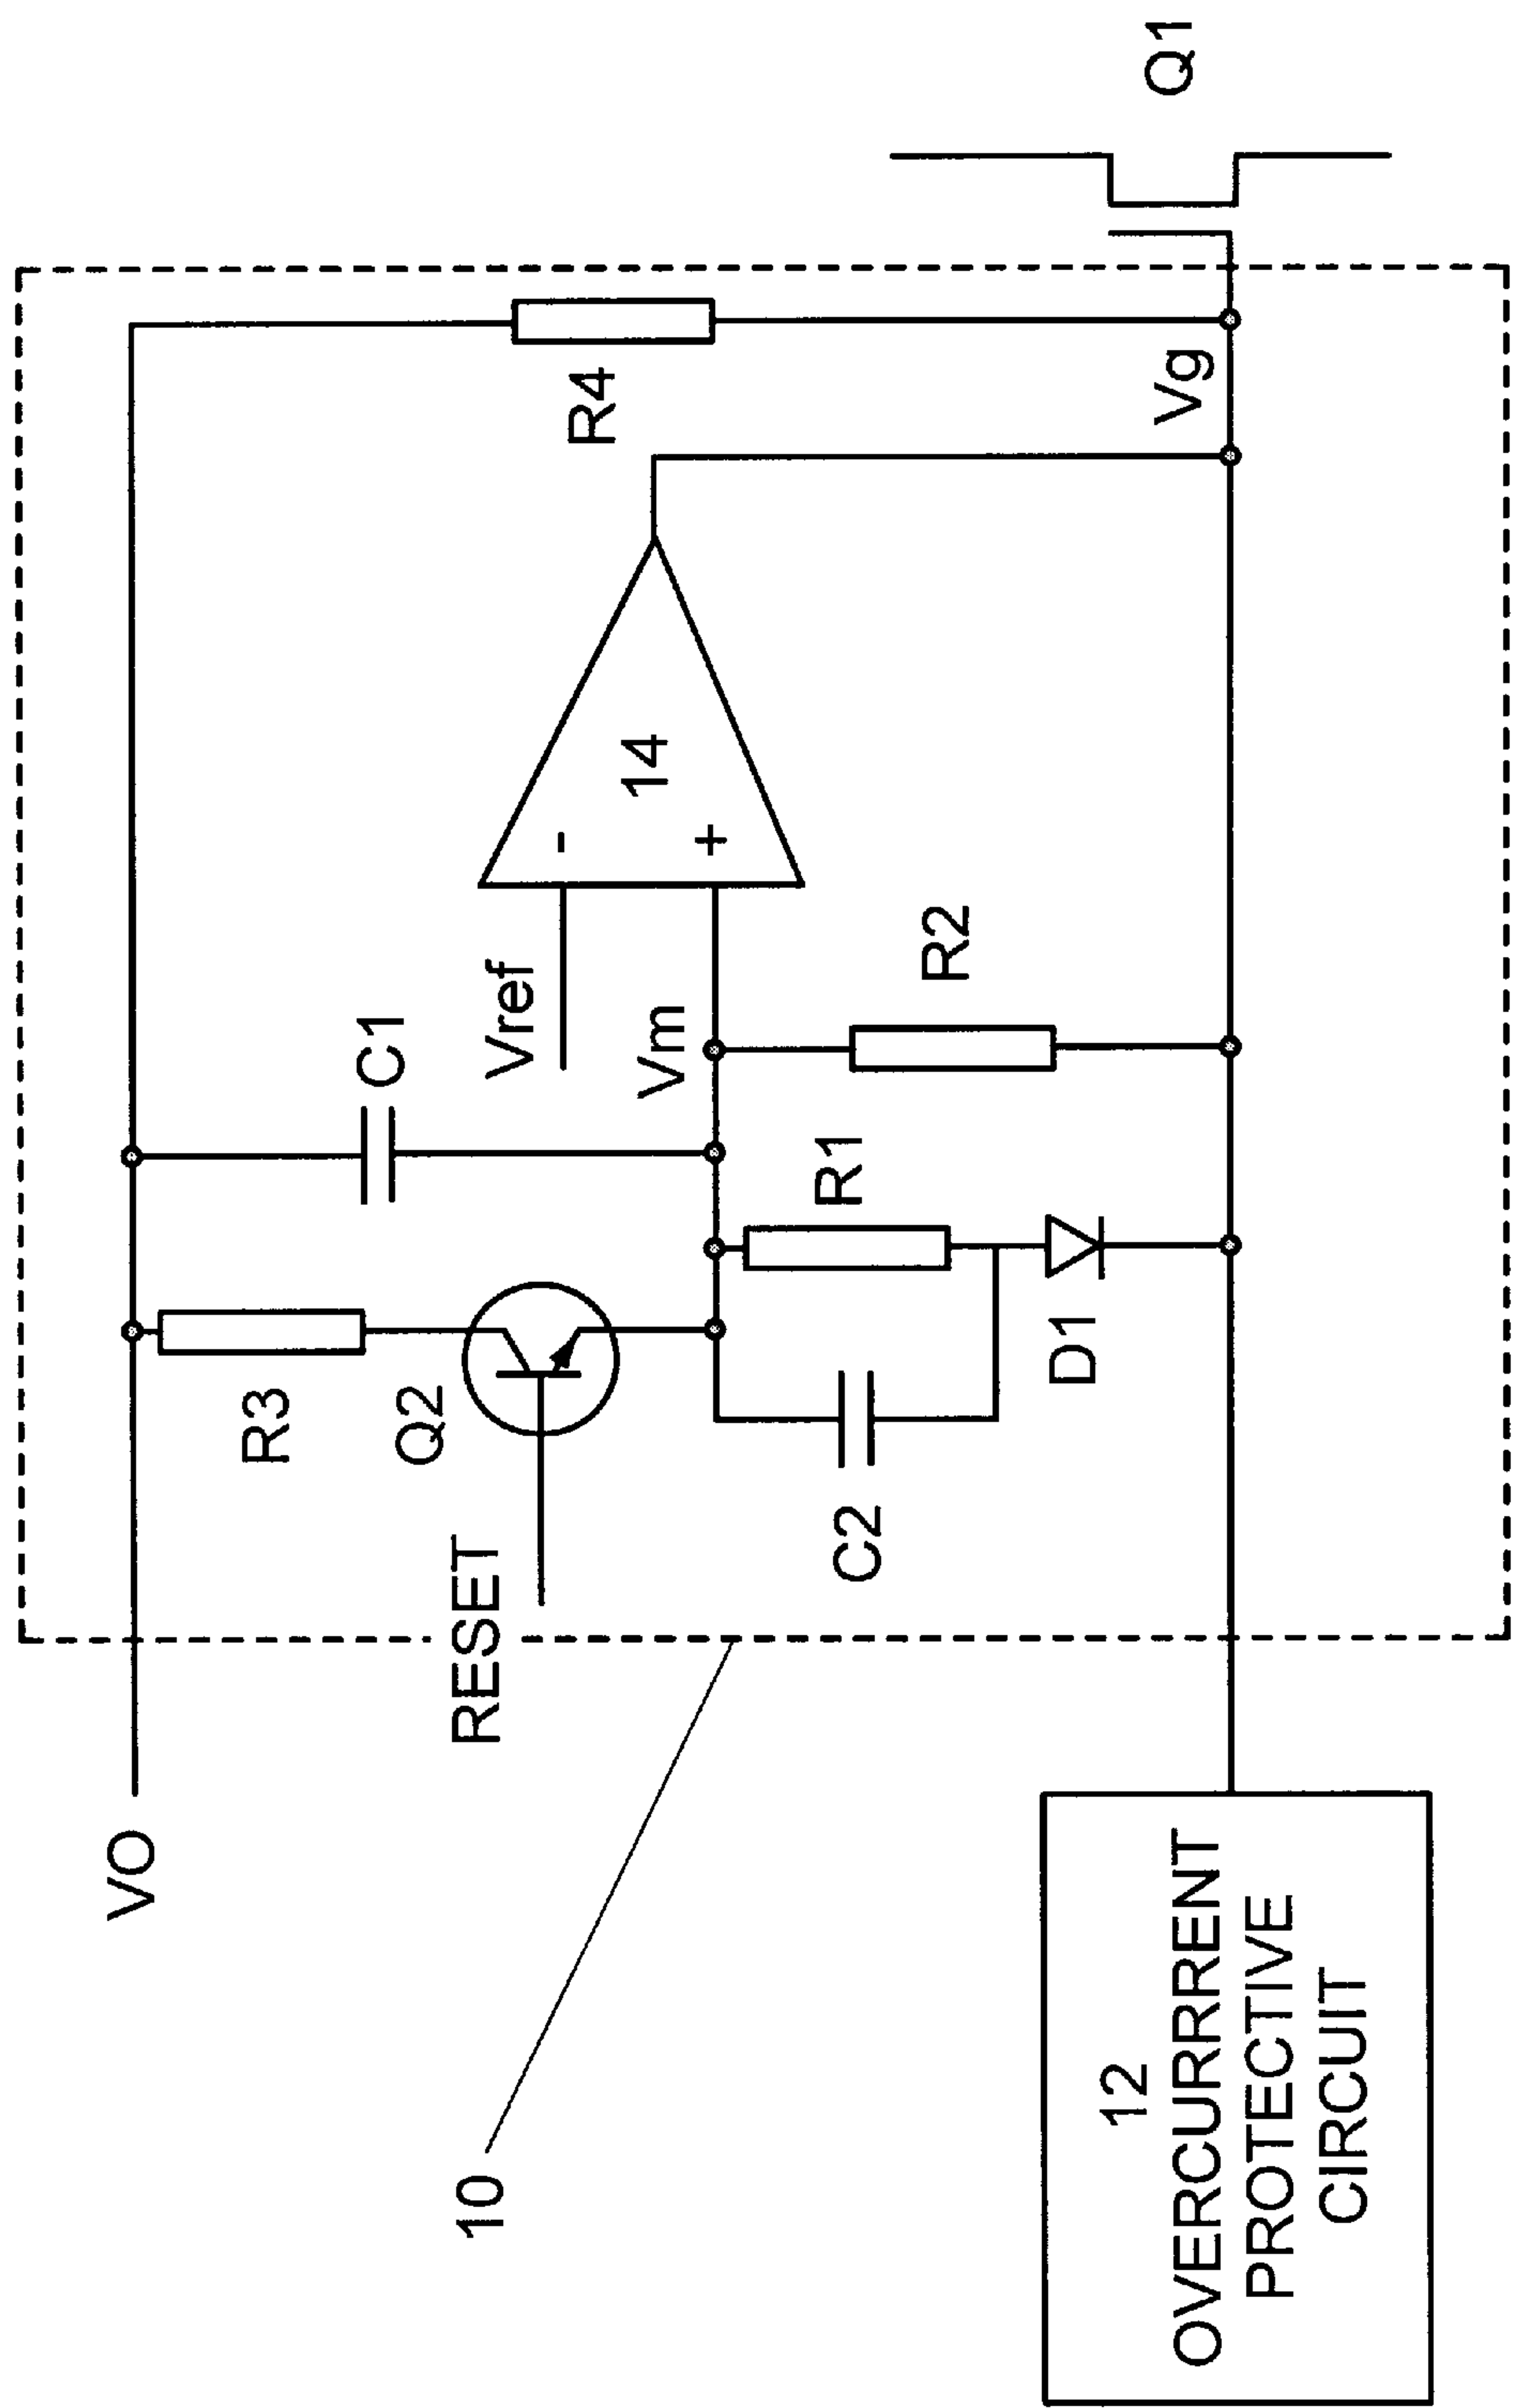 VO
R3
Q2
RESET
C1
Vref
Vm
-
+
14
R4
C2
R1
D1
R2
Vg
Q1
10
12
OVERCURRRENT
PROTECTIVE
CIRCUIT